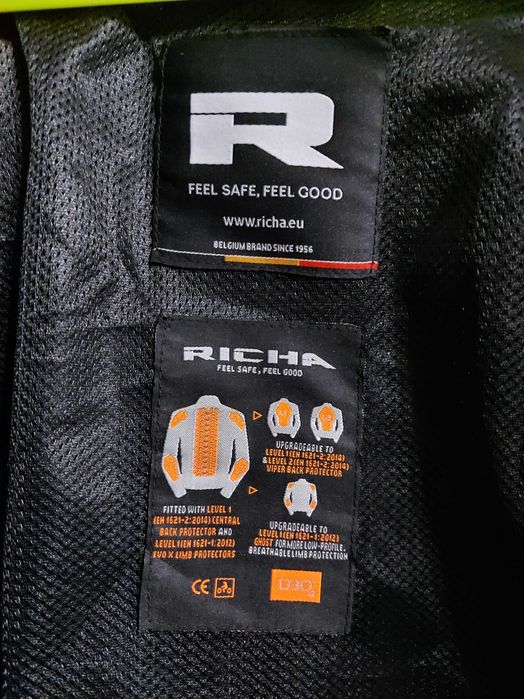 R
FEEL SAFE, FEEL GOOD
www.richa.eu
BELGIUM BRAND SINCE 1956
RICHA
FEEL SAFE, FEEL GOOD
UPGRADEABLE TO
LEVEL 1 (EN 1621-2:2014)
& LEVEL 2 (EN 1621-2:2014)
VIPER BACK PROTECTOR
FITTED WITH LEVEL 1
(EN 1621-2:2014) CENTRAL
BACK PROTECTOR AND
LEVEL 1 (EN 1621-1:2012)
EVO X LIMB PROTECTORS
UPGRADEABLE TO
LEVEL 1 (EN 1621-1:2012)
GHOST FOR MORE LOW-PROFILE,
BREATHABLE LIMB PROTECTION
CE
D3O